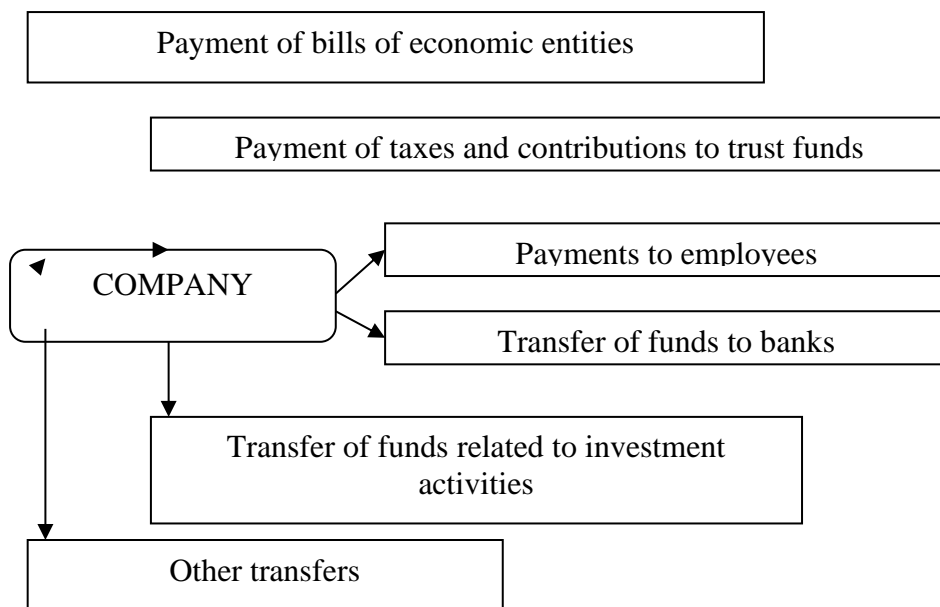 Payment of bills of economic entities
Payment of taxes and contributions to trust funds
Payments to employees
COMPANY
Transfer of funds to banks
Transfer of funds related to investment
activities
Other transfers